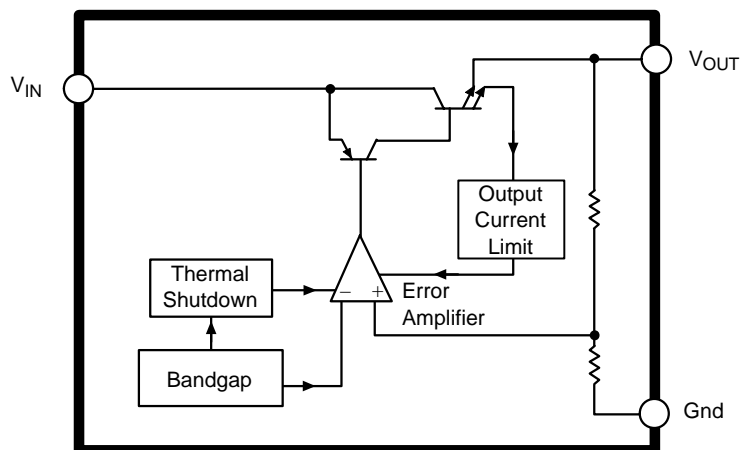 V_IN
V_OUT
Output
Current
Limit
Thermal
Shutdown
− +
Error
Amplifier
Bandgap
Gnd